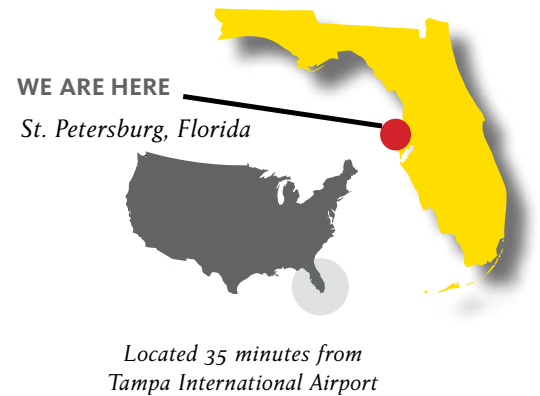 WE ARE HERE
St. Petersburg, Florida
Located 35 minutes from
Tampa International Airport